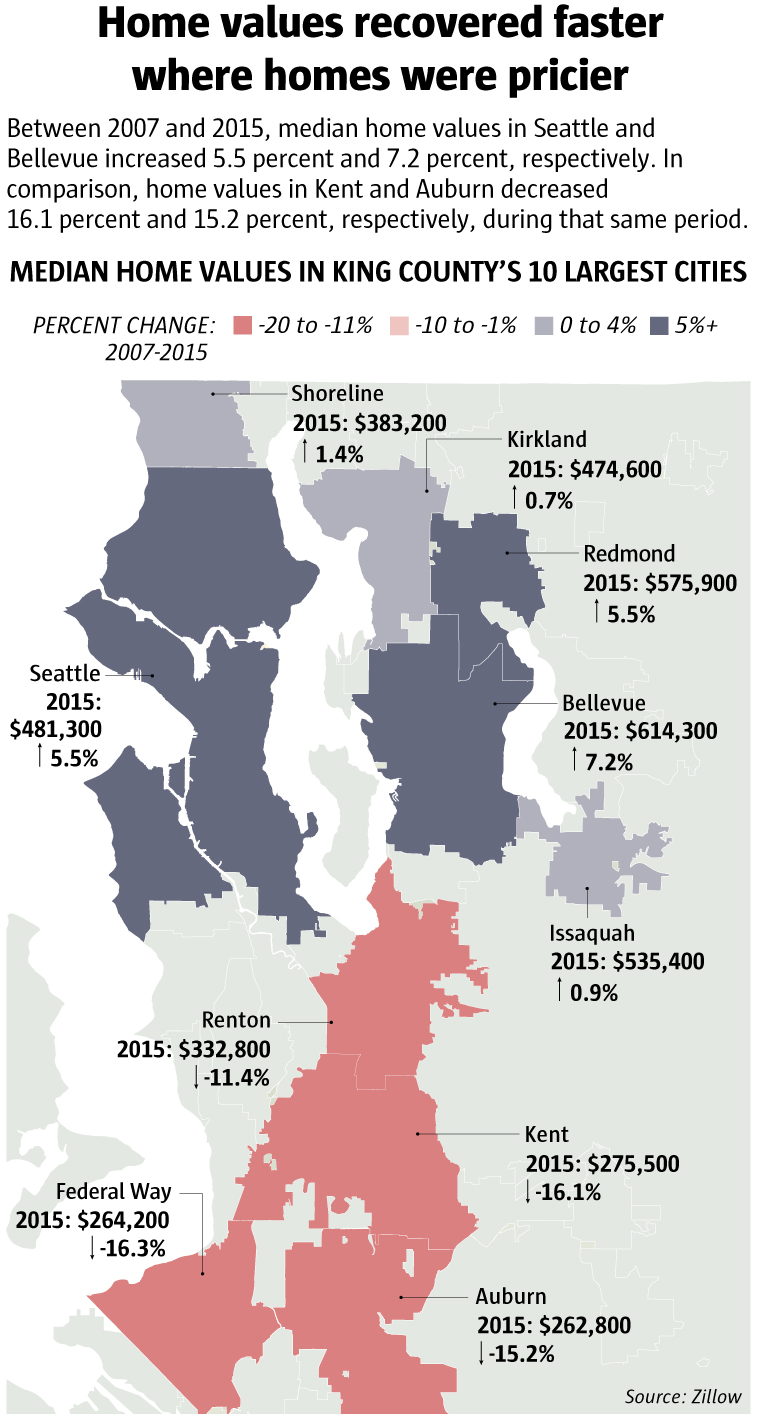 Home values recovered faster
where homes were pricier
Between 2007 and 2015, median home values in Seattle and
Bellevue increased 5.5 percent and 7.2 percent, respectively. In
comparison, home values in Kent and Auburn decreased
16.1 percent and 15.2 percent, respectively, during that same period.
MEDIAN HOME VALUES IN KING COUNTY'S 10 LARGEST CITIES
PERCENT CHANGE: -20 to -11% -10 to -1% 0 to 4% 5%+
2007-2015
Shoreline
2015: $383,200
↑ 1.4%
Kirkland
2015: $474,600
↑ 0.7%
Redmond
2015: $575,900
↑ 5.5%
Seattle
2015:
$481,300
↑ 5.5%
Bellevue
2015: $614,300
↑ 7.2%
Issaquah
2015: $535,400
↑ 0.9%
Renton
2015: $332,800
↓ -11.4%
Kent
2015: $275,500
↓ -16.1%
Federal Way
2015: $264,200
↓ -16.3%
Auburn
2015: $262,800
↓ -15.2%
Source: Zillow